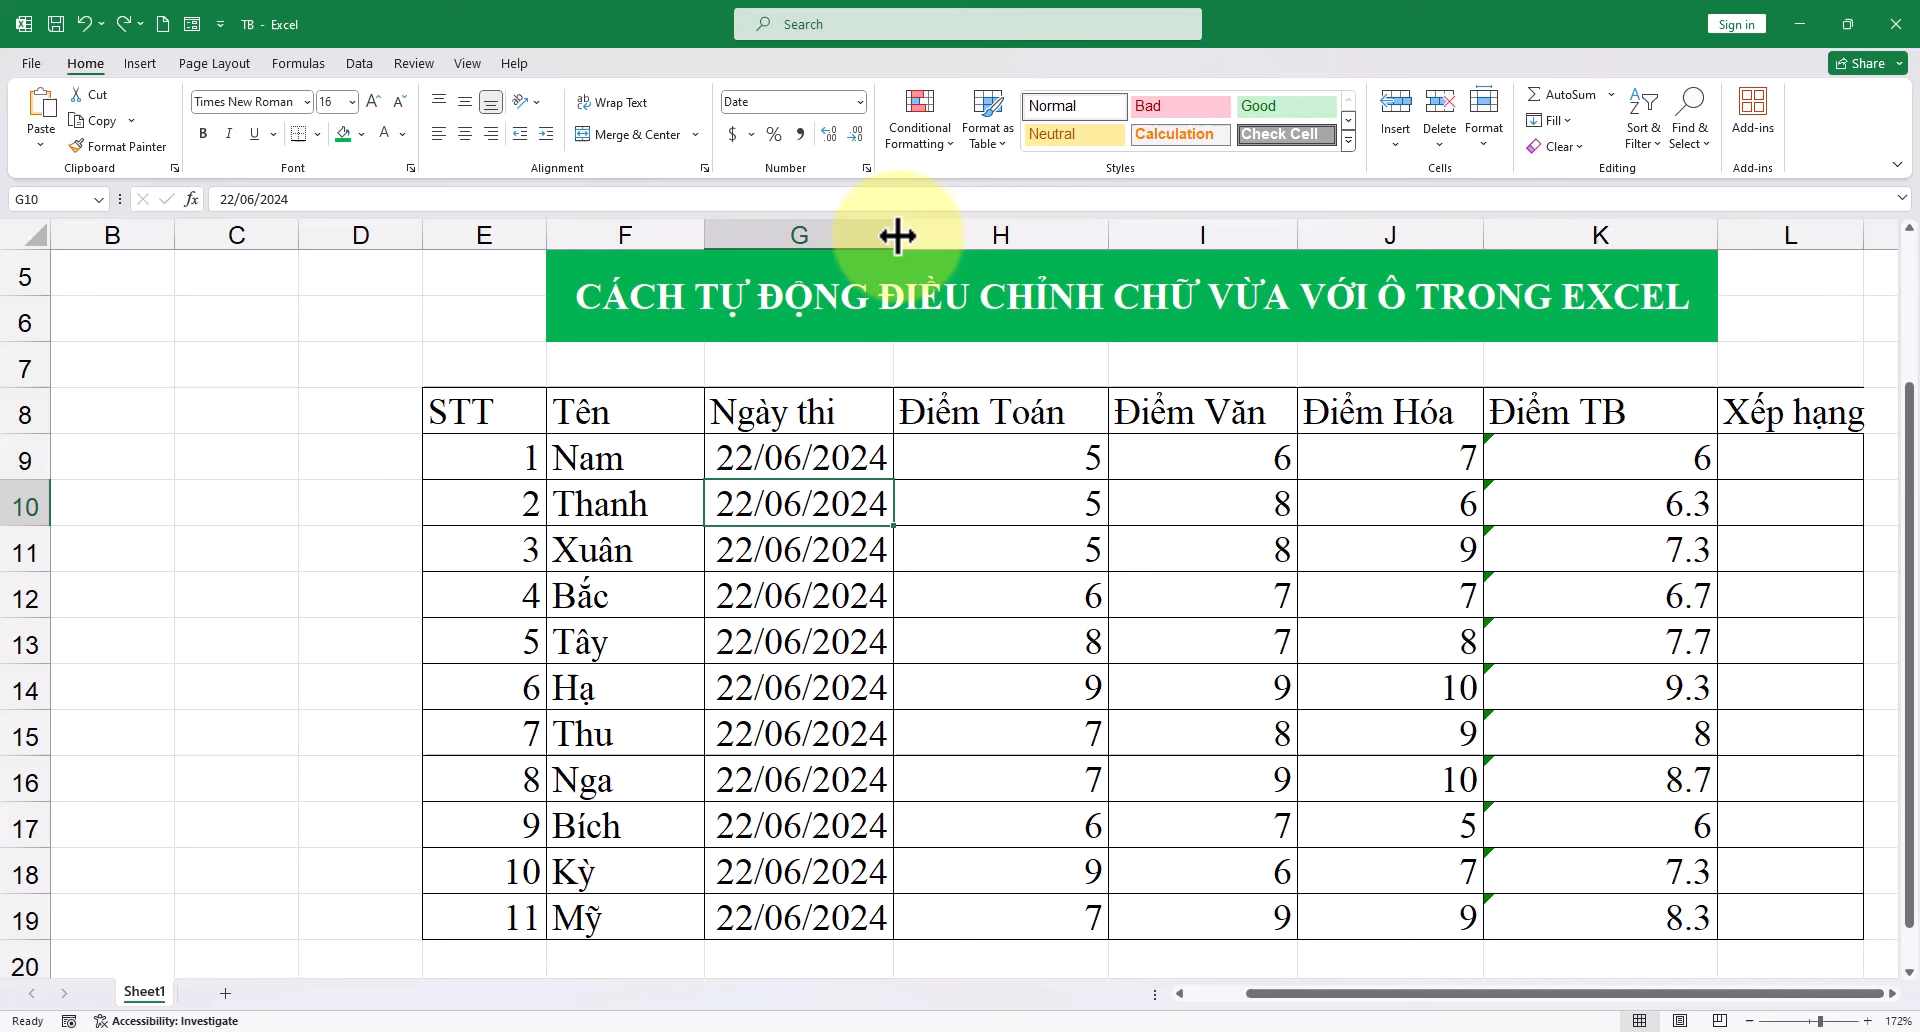 TB - Excel
Search
Sign in
File Home Insert Page Layout Formulas Data Review View Help
Share
Paste
Cut
Copy
Format Painter
Clipboard
Times New Roman 16
B I U
Font
Wrap Text
Merge & Center
Alignment
Date
$ % ,
Number
Conditional Formatting
Format as Table
Normal Bad Good
Neutral Calculation Check Cell
Styles
Insert Delete Format
Cells
AutoSum
Fill
Clear
Sort & Filter
Find & Select
Editing
Add-ins
Add-ins
G10 fx 22/06/2024
B C D E F G H I J K L
5 CÁCH TỰ ĐỘNG ĐIỀU CHỈNH CHỮ VỪA VỚI Ô TRONG EXCEL
6
7
8 STT Tên Ngày thi Điểm Toán Điểm Văn Điểm Hóa Điểm TB Xếp hạng
9 1 Nam 22/06/2024 5 6 7 6
10 2 Thanh 22/06/2024 5 8 6 6.3
11 3 Xuân 22/06/2024 5 8 9 7.3
12 4 Bắc 22/06/2024 6 7 7 6.7
13 5 Tây 22/06/2024 8 7 8 7.7
14 6 Hạ 22/06/2024 9 9 10 9.3
15 7 Thu 22/06/2024 7 8 9 8
16 8 Nga 22/06/2024 7 9 10 8.7
17 9 Bích 22/06/2024 6 7 5 6
18 10 Kỳ 22/06/2024 9 6 7 7.3
19 11 Mỹ 22/06/2024 7 9 9 8.3
20
Sheet1
Ready Accessibility: Investigate 172%